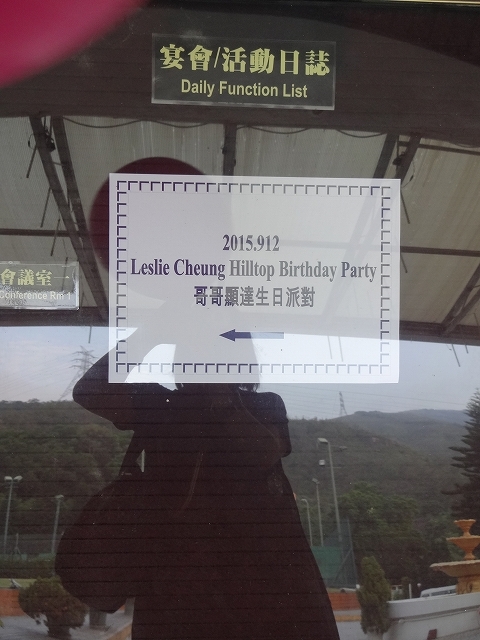 宴會/活動日誌
Daily Function List
2015.912
Leslie Cheung Hilltop Birthday Party
哥哥顯達生日派對
會議室 一
Conference Rm 1